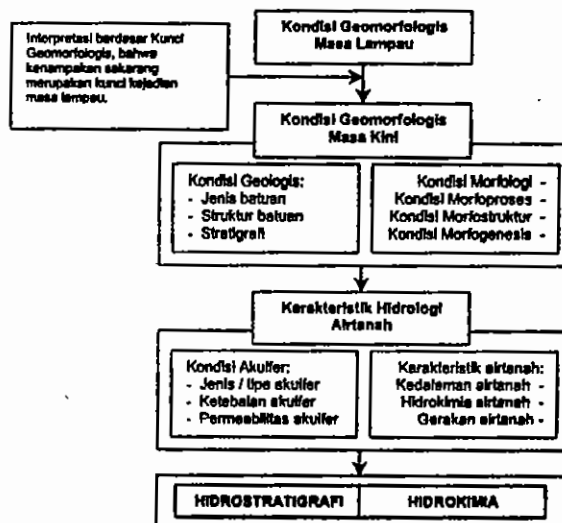 Interpretasi berdasar Kunci
Geomorfologis, bahwa
kenampakan sekarang
merupakan kunci kejadian
masa lampau.
Kondisi Geomorfologis
Masa Lampau
Kondisi Geomorfologis
Masa Kini
Kondisi Geologis:
- Jenis batuan
- Struktur batuan
- Stratigrafi
Kondisi Morfologi -
Kondisi Morfoproses -
Kondisi Morfostruktur -
Kondisi Morfogenesis -
Karakteristik Hidrologi
Airtanah
Kondisi Akuifer:
- Jenis / tipe akuifer
- Ketebalan akuifer
- Permeabilitas akuifer
Karakteristik airtanah:
Kedalaman airtanah -
Hidrokimia airtanah -
Gerakan airtanah -
HIDROSTRATIGRAFI
HIDROKIMIA